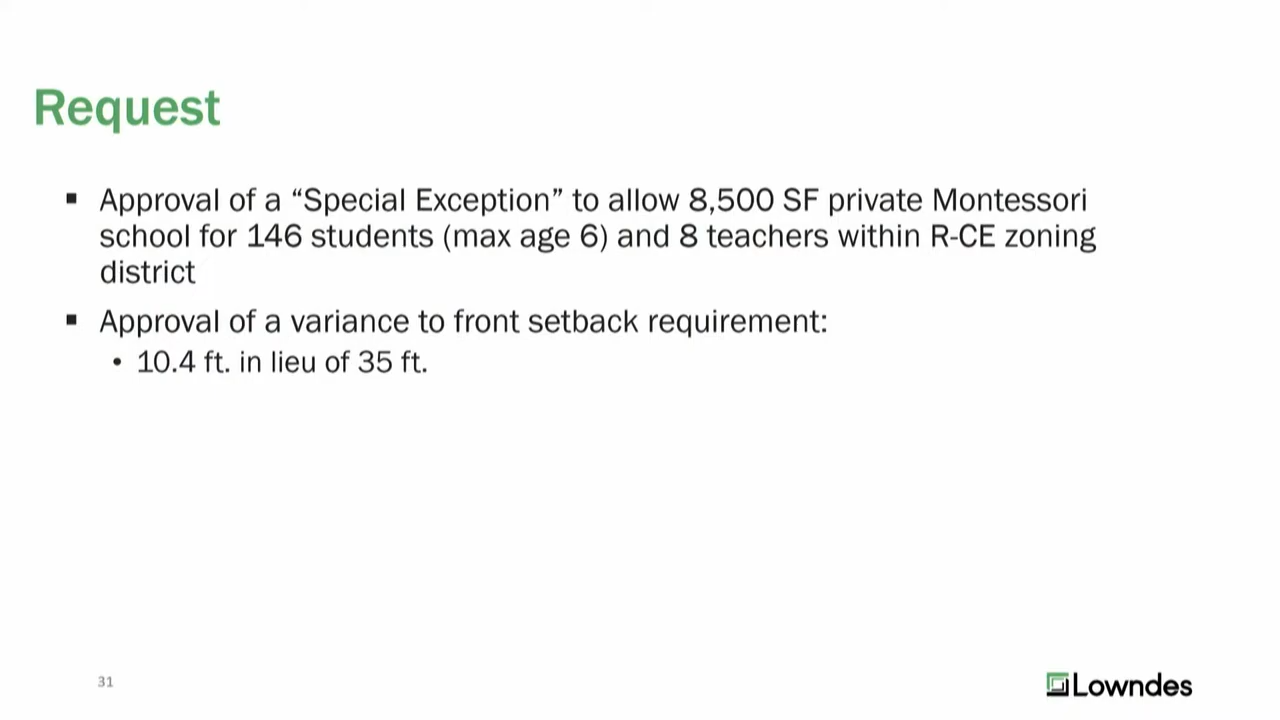 Request
▪ Approval of a “Special Exception” to allow 8,500 SF private Montessori
school for 146 students (max age 6) and 8 teachers within R-CE zoning
district
▪ Approval of a variance to front setback requirement:
• 10.4 ft. in lieu of 35 ft.
31
Lowndes